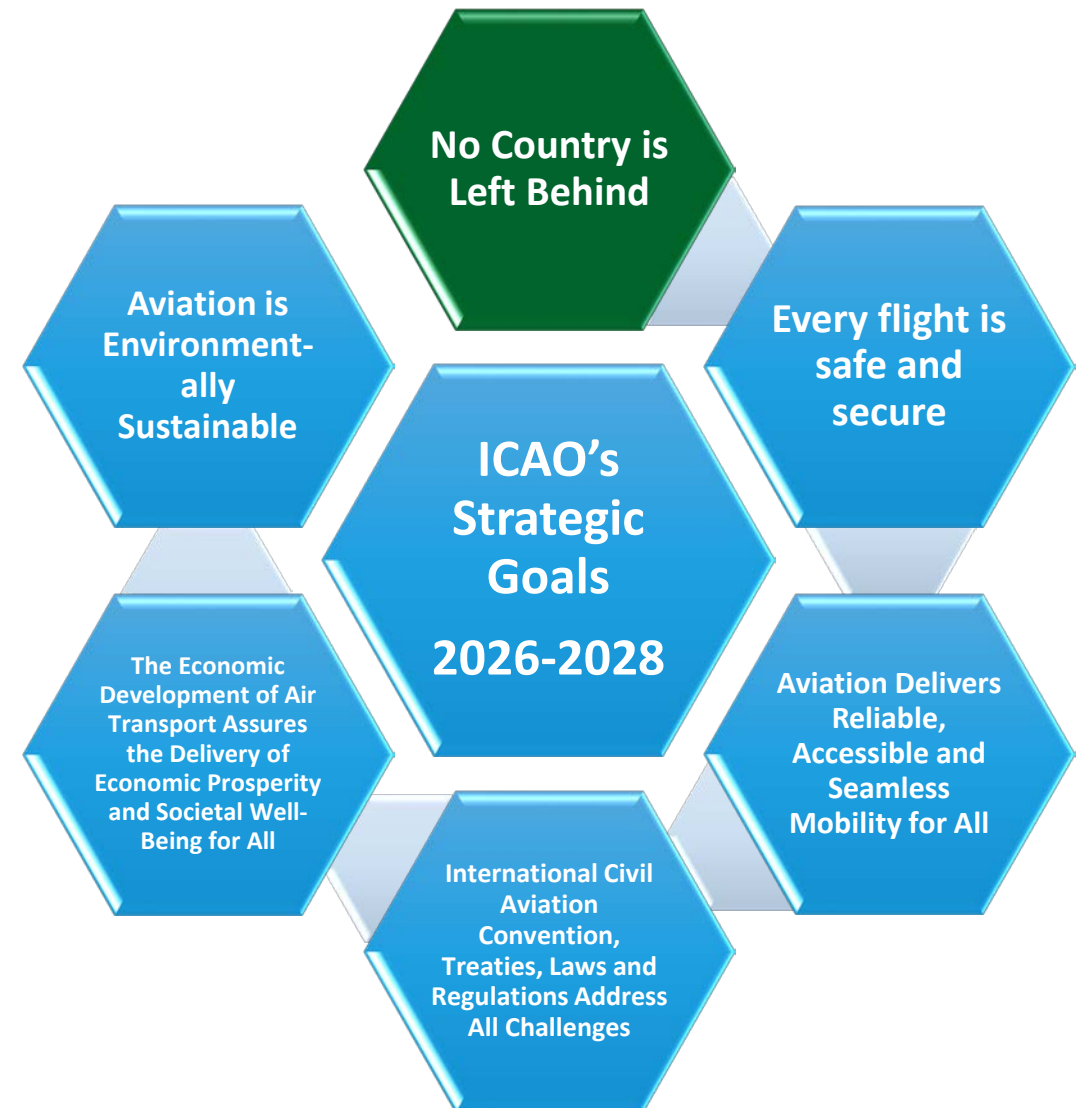 No Country is
Left Behind
Every flight is
safe and
secure
Aviation Delivers
Reliable,
Accessible and
Seamless
Mobility for All
International Civil
Aviation
Convention,
Treaties, Laws and
Regulations Address
All Challenges
The Economic
Development of Air
Transport Assures
the Delivery of
Economic Prosperity
and Societal Well-
Being for All
Aviation is
Environment-
ally
Sustainable
ICAO’s
Strategic
Goals
2026-2028